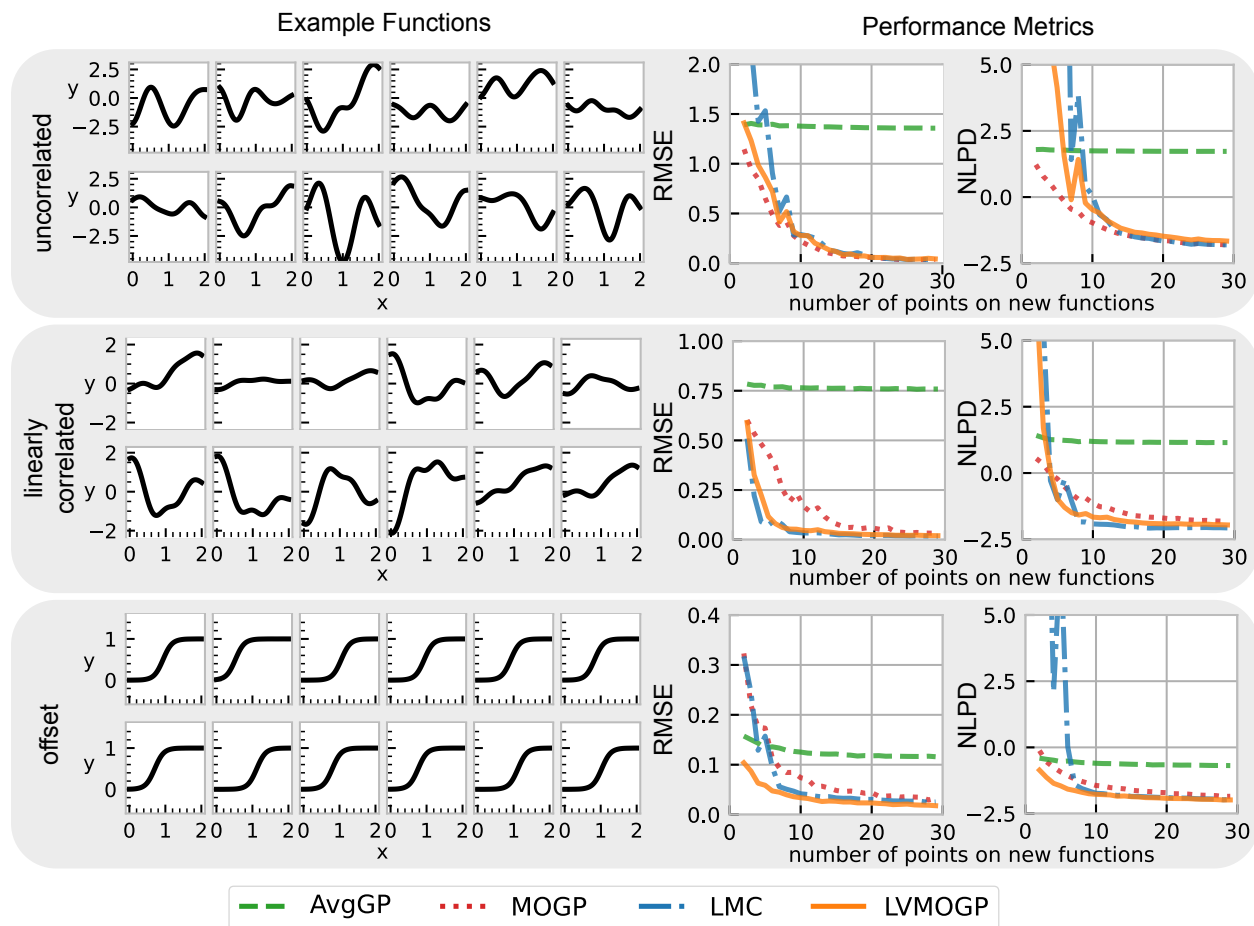 Example Functions
Performance Metrics
uncorrelated
y
2.5
0.0
−2.5
y
2.5
0.0
−2.5
0 1 2 0 1 2 0 1 2 0 1 2 0 1 2 0 1 2
x
RMSE
2.0
1.5
1.0
0.5
0.0
0 10 20 30
NLPD
5.0
2.5
0.0
−2.5
0 10 20 30
number of points on new functions
linearly
correlated
y
2
0
−2
y
2
0
−2
0 1 2 0 1 2 0 1 2 0 1 2 0 1 2 0 1 2
x
RMSE
1.00
0.75
0.50
0.25
0.00
0 10 20 30
NLPD
5.0
2.5
0.0
−2.5
0 10 20 30
number of points on new functions
offset
y
1
0
y
1
0
0 1 2 0 1 2 0 1 2 0 1 2 0 1 2 0 1 2
x
RMSE
0.4
0.3
0.2
0.1
0.0
0 10 20 30
NLPD
5.0
2.5
0.0
−2.5
0 10 20 30
number of points on new functions
AvgGP MOGP LMC LVMOGP